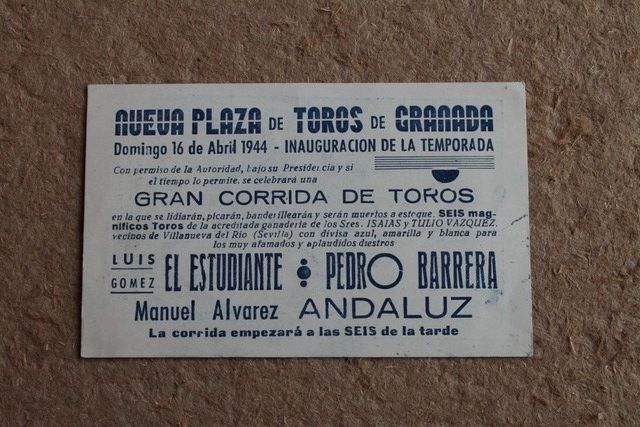 NUEVA PLAZA DE TOROS DE GRANADA
Domingo 16 de Abril 1944 - INAUGURACION DE LA TEMPORADA
Con permiso de la Autoridad, bajo su Presidencia y si
el tiempo lo permite, se celebrará una
GRAN CORRIDA DE TOROS
en la que se lidiarán, picarán, banderillearán y serán muertos a estoque, SEIS mag-
níficos Toros de la acreditada ganadería de los Sres. ISAIAS y TULIO VAZQUEZ,
vecinos de Villanueva del Río (Sevilla) con divisa azul, amarilla y blanca para
los muy afamados y aplaudidos diestros
LUIS GOMEZ EL ESTUDIANTE : PEDRO BARRERA
Manuel Alvarez ANDALUZ
La corrida empezará a las SEIS de la tarde